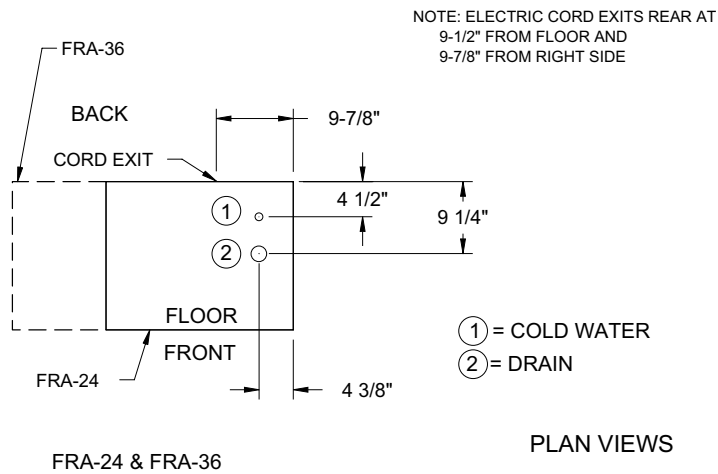 NOTE: ELECTRIC CORD EXITS REAR AT
9-1/2" FROM FLOOR AND
9-7/8" FROM RIGHT SIDE
FRA-36
BACK
9-7/8"
CORD EXIT
4 1/2"
1
9 1/4"
2
FLOOR
1 = COLD WATER
FRONT
2 = DRAIN
FRA-24
4 3/8"
PLAN VIEWS
FRA-24 & FRA-36